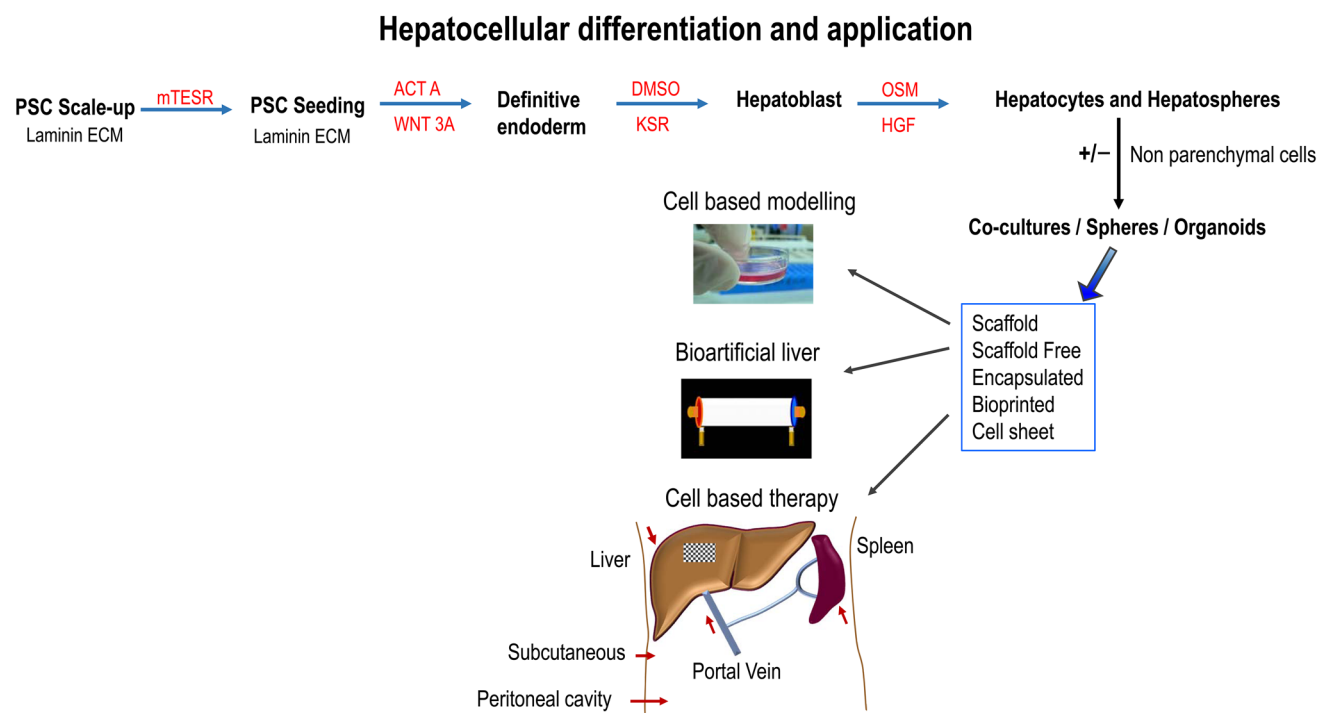 Hepatocellular differentiation and application
PSC Scale-up
Laminin ECM
mTESR
PSC Seeding
Laminin ECM
ACT A
WNT 3A
Definitive
endoderm
DMSO
KSR
Hepatoblast
OSM
HGF
Hepatocytes and Hepatospheres
+/− Non parenchymal cells
Co-cultures / Spheres / Organoids
Scaffold
Scaffold Free
Encapsulated
Bioprinted
Cell sheet
Cell based modelling
Bioartificial liver
Cell based therapy
Liver
Spleen
Subcutaneous
Portal Vein
Peritoneal cavity